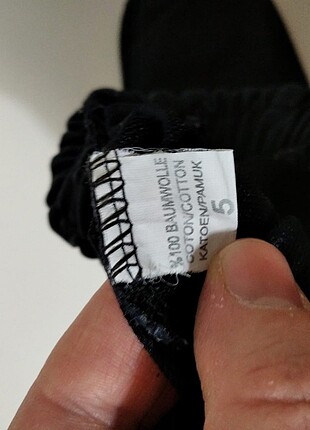 %100 BAUMWOLLE
COTON/COTTON
KATOEN/PAMUK
5